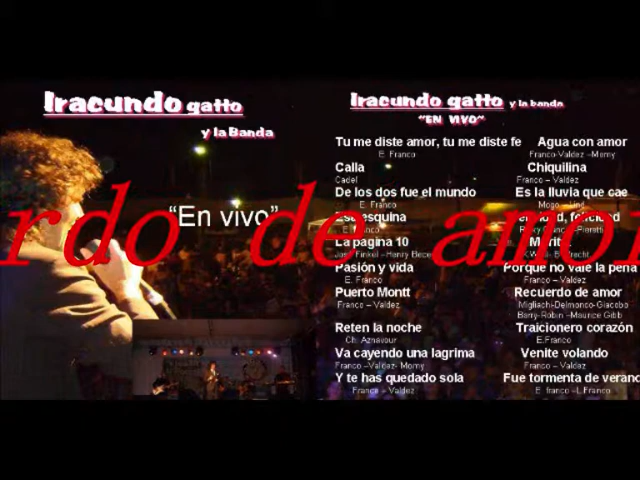 Iracundo gatto
y la Banda
"En vivo"
rdo de amor
Iracundo gatto y la banda
"EN VIVO"
Tu me diste amor, tu me diste fe
E. Franco
Calla
Cadel
De los dos fue el mundo
E. Franco
Franco
La pagina 10
Pasión y vida
E. Franco
Puerto Montt
Franco – Valdez
Reten la noche
Ch. Aznavour
Va cayendo una lagrima
Franco –Valdez- Momy
Y te has quedado sola
Franco – Valdez
Agua con amor
Franco-Valdez –Momy
Chiquilina
Franco – Valdez
Es la lluvia que cae
felicidad
Porque no vale la pena
Franco – Valdez
Recuerdo de amor
Migliachi-Delmonco-Giacobo
Barry-Robin –Maurice Gibb
Traicionero corazón
E.Franco
Venite volando
Franco – Valdez
Fue tormenta de verano
E. franco –L.Franco